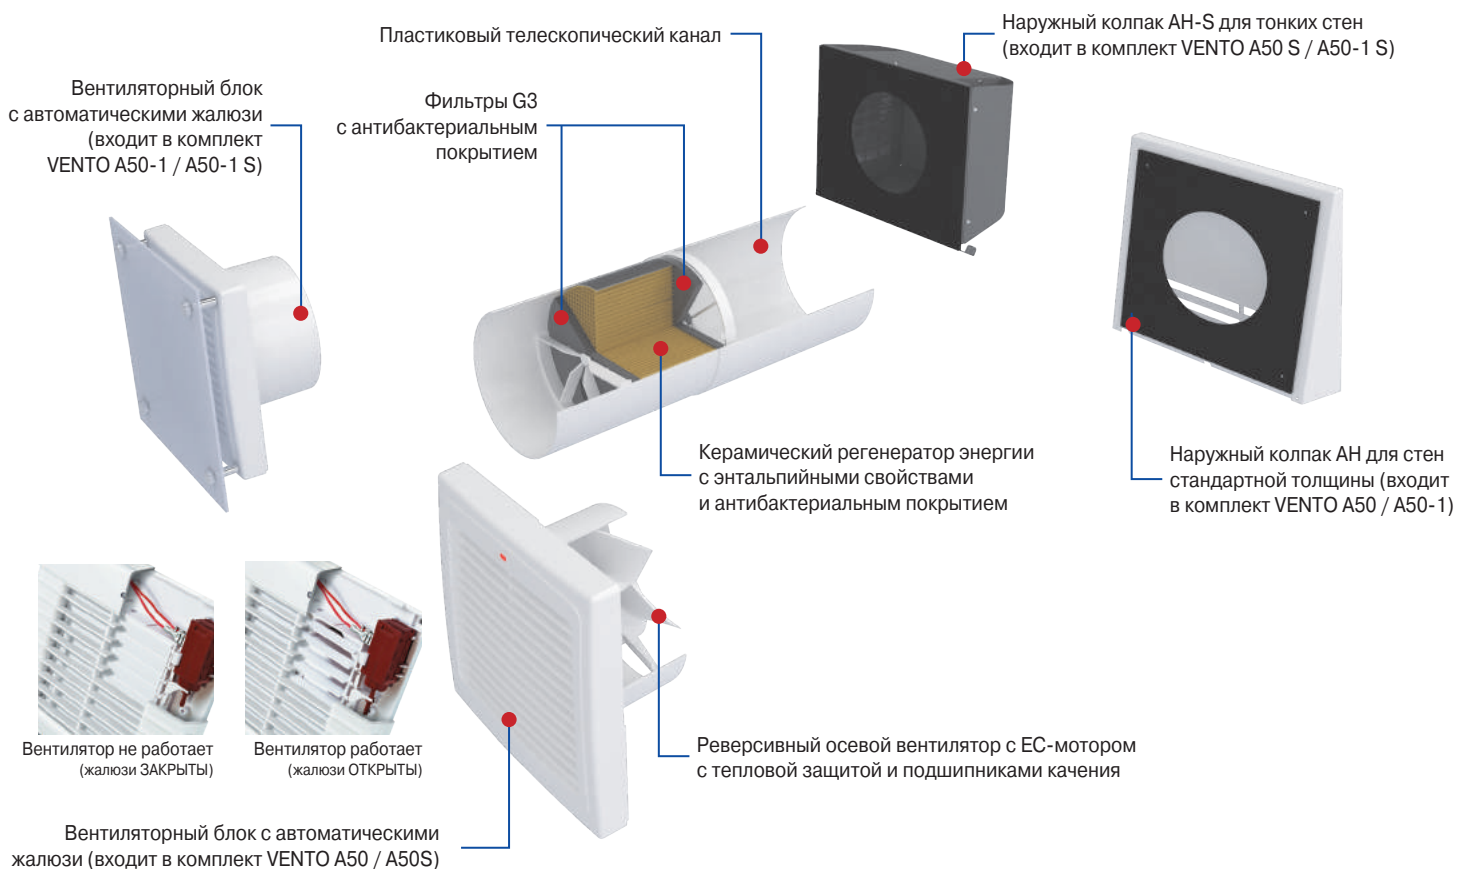 Пластиковый телескопический канал
Наружный колпак AH-S для тонких стен
(входит в комплект VENTO A50 S / A50-1 S)
Вентиляторный блок
с автоматическими жалюзи
(входит в комплект
VENTO A50-1 / A50-1 S)
Фильтры G3
с антибактериальным
покрытием
Керамический регенератор энергии
с энтальпийными свойствами
и антибактериальным покрытием
Наружный колпак AH для стен
стандартной толщины (входит
в комплект VENTO A50 / A50-1)
Вентилятор не работает
(жалюзи ЗАКРЫТЫ)
Вентилятор работает
(жалюзи ОТКРЫТЫ)
Реверсивный осевой вентилятор с ЕС-мотором
с тепловой защитой и подшипниками качения
Вентиляторный блок с автоматическими
жалюзи (входит в комплект VENTO A50 / A50S)